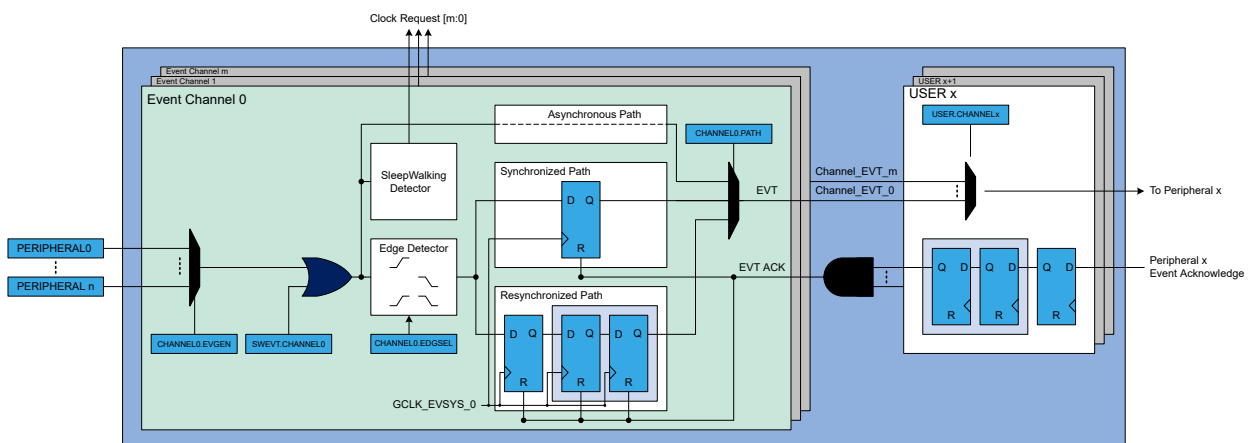 Clock Request [m:0]
Event Channel m
Event Channel 1
Event Channel 0
USER x+1
USER x
Asynchronous Path
CHANNEL0.PATH
USER.CHANNELx
SleepWalking
Detector
Synchronized Path
D Q
R
EVT
Channel_EVT_m
Channel_EVT_0
To Peripheral x
PERIPHERAL0
PERIPHERAL n
Edge Detector
EVT ACK
Q D
R
Q D
R
Q D
R
Peripheral x
Event Acknowledge
Resynchronized Path
D Q
R
D Q
R
D Q
R
CHANNEL0.EVGEN
SWEVT.CHANNEL0
CHANNEL0.EDGSEL
GCLK_EVSYS_0